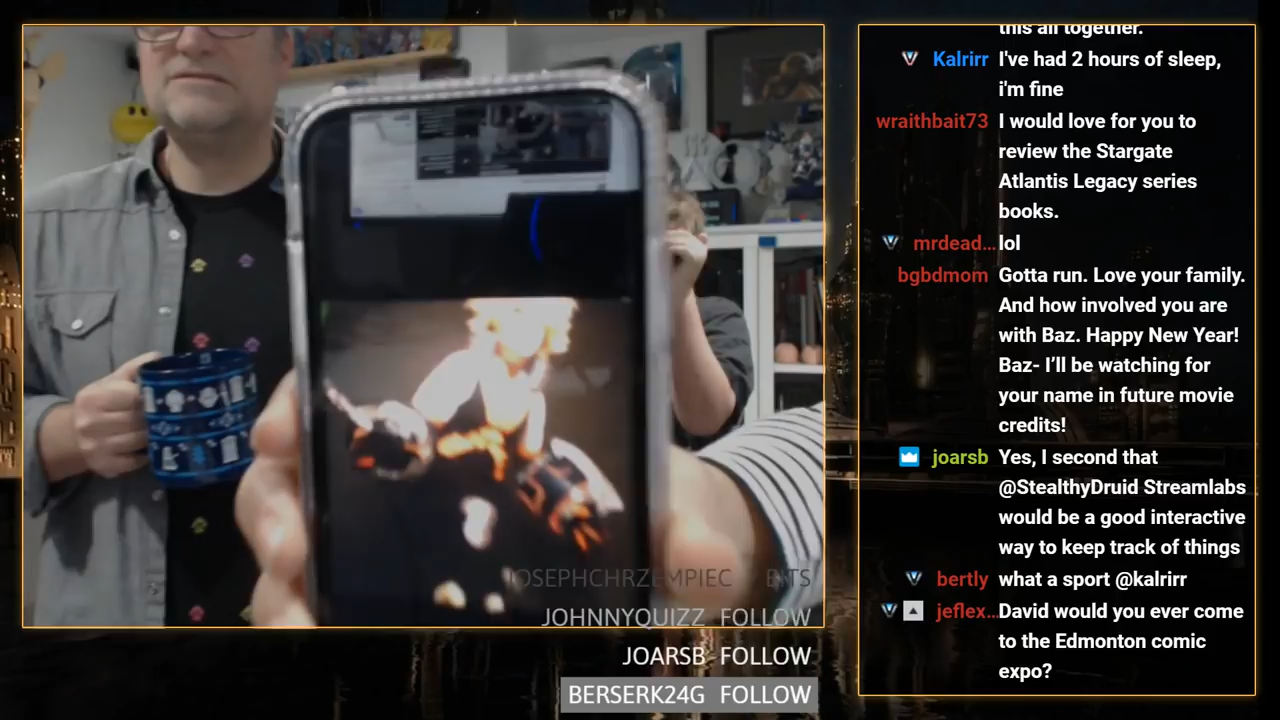 this all together.
Kalrirr I've had 2 hours of sleep,
i'm fine
wraithbait73 I would love for you to
review the Stargate
Atlantis Legacy series
books.
mrdead... lol
bgbdmom Gotta run. Love your family.
And how involved you are
with Baz. Happy New Year!
Baz- I'll be watching for
your name in future movie
credits!
joarsb Yes, I second that
@StealthyDruid Streamlabs
would be a good interactive
way to keep track of things
bertly what a sport @kalrirr
jeflex... David would you ever come
to the Edmonton comic
expo?
JOSEPHCHRZEMPIEC BITS
JOHNNYQUIZZ FOLLOW
JOARSB FOLLOW
BERSERK24G FOLLOW